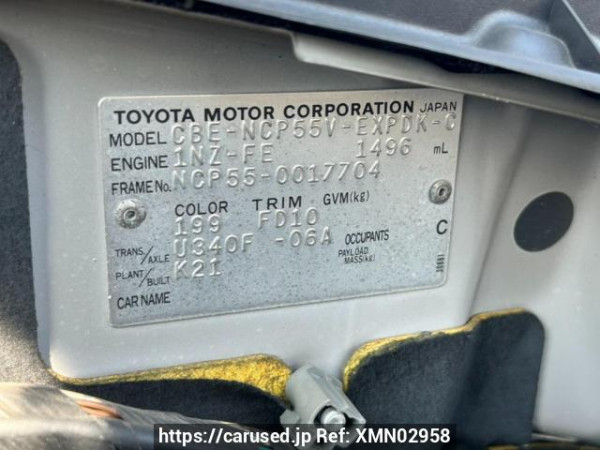 TOYOTA MOTOR CORPORATION JAPAN
MODEL CBE-NCP55V-EXPDK-C
ENGINE 1NZ-FE 1496 mL
FRAME No. NCP55-0017704
COLOR TRIM GVM(kg)
199 FD10
TRANS/AXLE U340F -06A OCCUPANTS C
PLANT/BUILT K21 PAYLOAD MASS(kg)
CAR NAME
https://carused.jp Ref: XMN02958